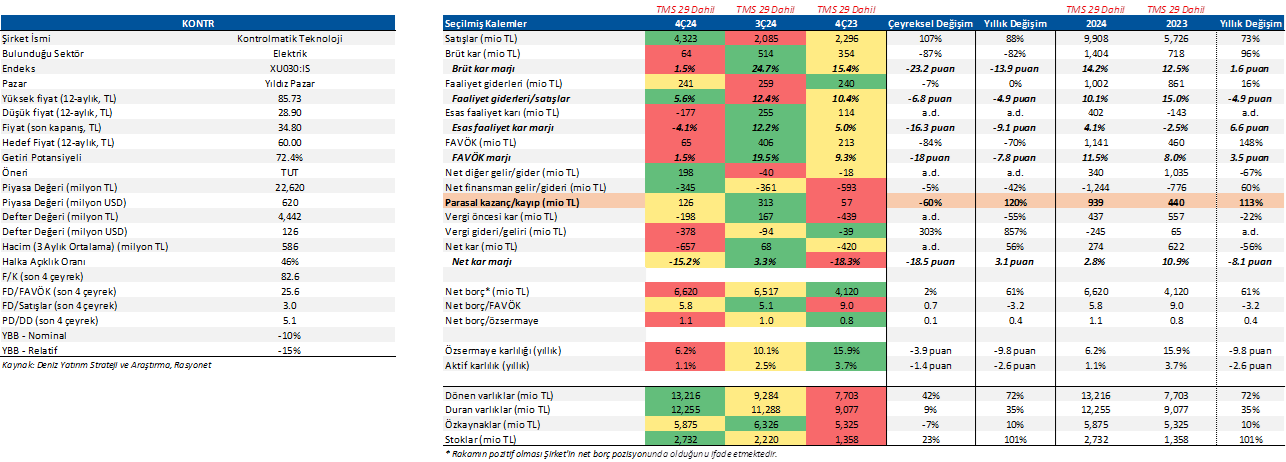 KONTR
Şirket İsmi Kontrolmatik Teknoloji
Bulunduğu Sektör Elektrik
Endeks XU030:IS
Pazar Yıldız Pazar
Yüksek fiyat (12-aylık, TL) 85.73
Düşük fiyat (12-aylık, TL) 28.90
Fiyat (son kapanış, TL) 34.80
Hedef Fiyat (12-aylık, TL) 60.00
Getiri Potansiyeli 72.4%
Öneri TUT
Piyasa Değeri (milyon TL) 22,620
Piyasa Değeri (milyon USD) 620
Defter Değeri (milyon TL) 4,442
Defter Değeri (milyon USD) 126
Hacim (3 Aylık Ortalama) (milyon TL) 586
Halka Açıklık Oranı 46%
F/K (son 4 çeyrek) 82.6
FD/FAVÖK (son 4 çeyrek) 25.6
FD/Satışlar (son 4 çeyrek) 3.0
PD/DD (son 4 çeyrek) 5.1
YBB - Nominal -10%
YBB - Relatif -15%
Kaynak: Deniz Yatırım Strateji ve Araştırma, Rasyonet
TMS 29 Dahil TMS 29 Dahil TMS 29 Dahil TMS 29 Dahil TMS 29 Dahil
Seçilmiş Kalemler 4Ç24 3Ç24 4Ç23 Çeyreksel Değişim Yıllık Değişim 2024 2023 Yıllık Değişim
Satışlar (mio TL) 4,323 2,085 2,296 107% 88% 9,908 5,726 73%
Brüt kar (mio TL) 64 514 354 -87% -82% 1,404 718 96%
Brüt kar marjı 1.5% 24.7% 15.4% -23.2 puan -13.9 puan 14.2% 12.5% 1.6 puan
Faaliyet giderleri (mio TL) 241 259 240 -7% 0% 1,002 861 16%
Faaliyet giderleri/satışlar 5.6% 12.4% 10.4% -6.8 puan -4.9 puan 10.1% 15.0% -4.9 puan
Esas faaliyet karı (mio TL) -177 255 114 a.d. a.d. 402 -143 a.d.
Esas faaliyet kar marjı -4.1% 12.2% 5.0% -16.3 puan -9.1 puan 4.1% -2.5% 6.6 puan
FAVÖK (mio TL) 65 406 213 -84% -70% 1,141 460 148%
FAVÖK marjı 1.5% 19.5% 9.3% -18 puan -7.8 puan 11.5% 8.0% 3.5 puan
Net diğer gelir/gider (mio TL) 198 -40 -18 a.d. a.d. 340 1,035 -67%
Net finansman gelir/gideri (mio TL) -345 -361 -593 -5% -42% -1,244 -776 60%
Parasal kazanç/kayıp (mio TL) 126 313 57 -60% 120% 939 440 113%
Vergi öncesi kar (mio TL) -198 167 -439 a.d. -55% 437 557 -22%
Vergi gideri/geliri (mio TL) -378 -94 -39 303% 857% -245 65 a.d.
Net kar (mio TL) -657 68 -420 a.d. 56% 274 622 -56%
Net kar marjı -15.2% 3.3% -18.3% -18.5 puan 3.1 puan 2.8% 10.9% -8.1 puan
Net borç* (mio TL) 6,620 6,517 4,120 2% 61% 6,620 4,120 61%
Net borç/FAVÖK 5.8 5.1 9.0 0.7 -3.2 5.8 9.0 -3.2
Net borç/özsermaye 1.1 1.0 0.8 0.1 0.4 1.1 0.8 0.4
Özsermaye karlılığı (yıllık) 6.2% 10.1% 15.9% -3.9 puan -9.8 puan 6.2% 15.9% -9.8 puan
Aktif karlılık (yıllık) 1.1% 2.5% 3.7% -1.4 puan -2.6 puan 1.1% 3.7% -2.6 puan
Dönen varlıklar (mio TL) 13,216 9,284 7,703 42% 72% 13,216 7,703 72%
Duran varlıklar (mio TL) 12,255 11,288 9,077 9% 35% 12,255 9,077 35%
Özkaynaklar (mio TL) 5,875 6,326 5,325 -7% 10% 5,875 5,325 10%
Stoklar (mio TL) 2,732 2,220 1,358 23% 101% 2,732 1,358 101%
* Rakamın pozitif olması Şirket'in net borç pozisyonunda olduğunu ifade etmektedir.